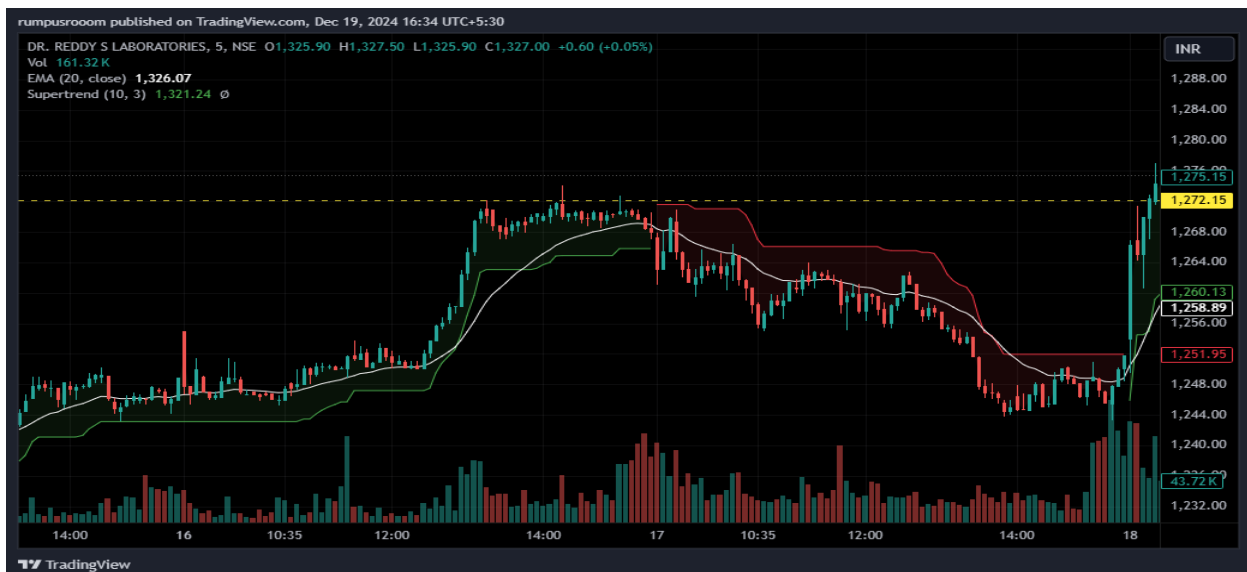 rumpusrooom published on TradingView.com, Dec 19, 2024 16:34 UTC+5:30
DR. REDDY S LABORATORIES, 5, NSE O1,325.90 H1,327.50 L1,325.90 C1,327.00 +0.60 (+0.05%)
INR
Vol 161.32 K
EMA (20, close) 1,326.07
Supertrend (10, 3) 1,321.24 Ø
1,288.00
1,284.00
1,280.00
1,275.15
1,272.15
1,268.00
1,264.00
1,260.13
1,258.89
1,256.00
1,251.95
1,248.00
1,244.00
1,240.00
43.72 K
1,232.00
14:00 16 10:35 12:00 14:00 17 10:35 12:00 14:00 18
TradingView